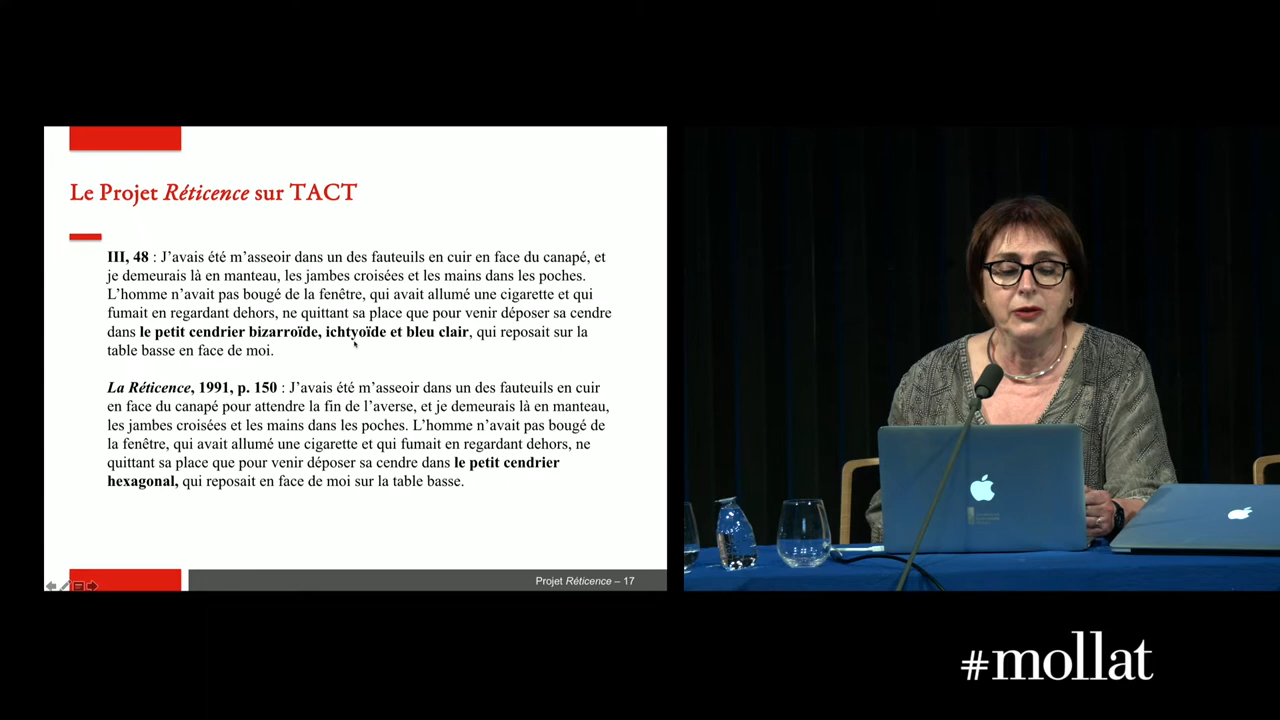 Le Projet Réticence sur TACT
III, 48 : J’avais été m’asseoir dans un des fauteuils en cuir en face du canapé, et
je demeurais là en manteau, les jambes croisées et les mains dans les poches.
L’homme n’avait pas bougé de la fenêtre, qui avait allumé une cigarette et qui
fumait en regardant dehors, ne quittant sa place que pour venir déposer sa cendre
dans le petit cendrier bizarroïde, ichtyoïde et bleu clair, qui reposait sur la
table basse en face de moi.
La Réticence, 1991, p. 150 : J’avais été m’asseoir dans un des fauteuils en cuir
en face du canapé pour attendre la fin de l’averse, et je demeurais là en manteau,
les jambes croisées et les mains dans les poches. L’homme n’avait pas bougé de
la fenêtre, qui avait allumé une cigarette et qui fumait en regardant dehors, ne
quittant sa place que pour venir déposer sa cendre dans le petit cendrier
hexagonal, qui reposait en face de moi sur la table basse.
Projet Réticence – 17
#mollat